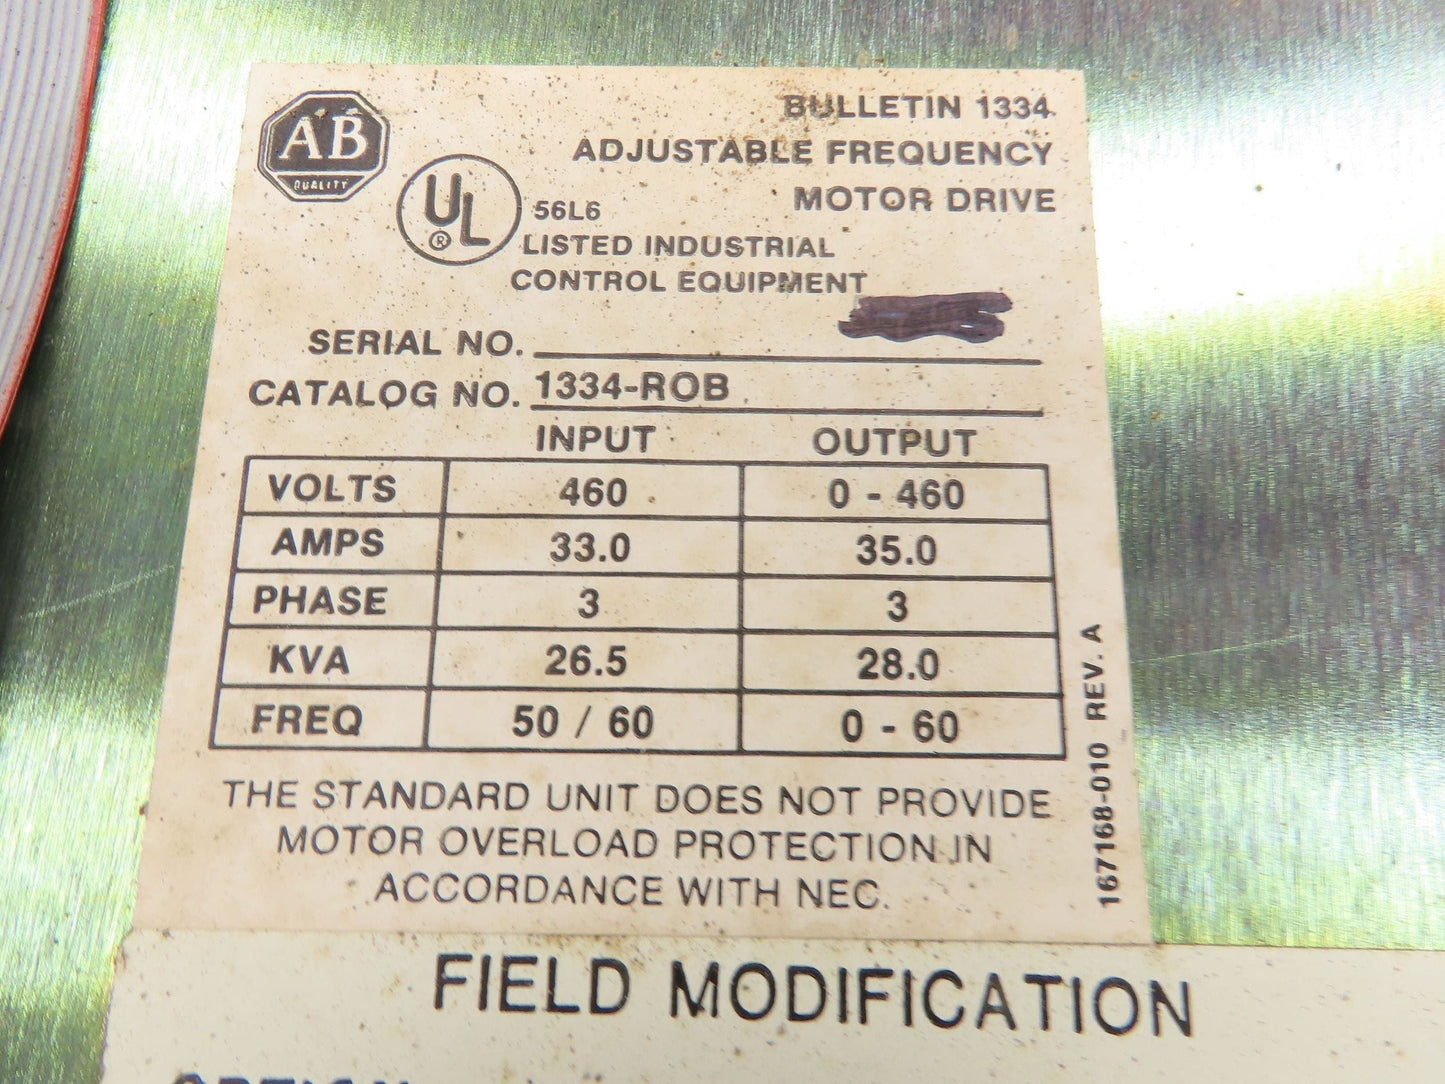 AB
QUALITY
UL
®
56L6
LISTED INDUSTRIAL
CONTROL EQUIPMENT
BULLETIN 1334
ADJUSTABLE FREQUENCY
MOTOR DRIVE
SERIAL NO.
CATALOG NO. 1334-ROB
INPUT OUTPUT
VOLTS 460 0 - 460
AMPS 33.0 35.0
PHASE 3 3
KVA 26.5 28.0
FREQ 50 / 60 0 - 60
THE STANDARD UNIT DOES NOT PROVIDE
MOTOR OVERLOAD PROTECTION IN
ACCORDANCE WITH NEC.
167168-010 REV. A
FIELD MODIFICATION